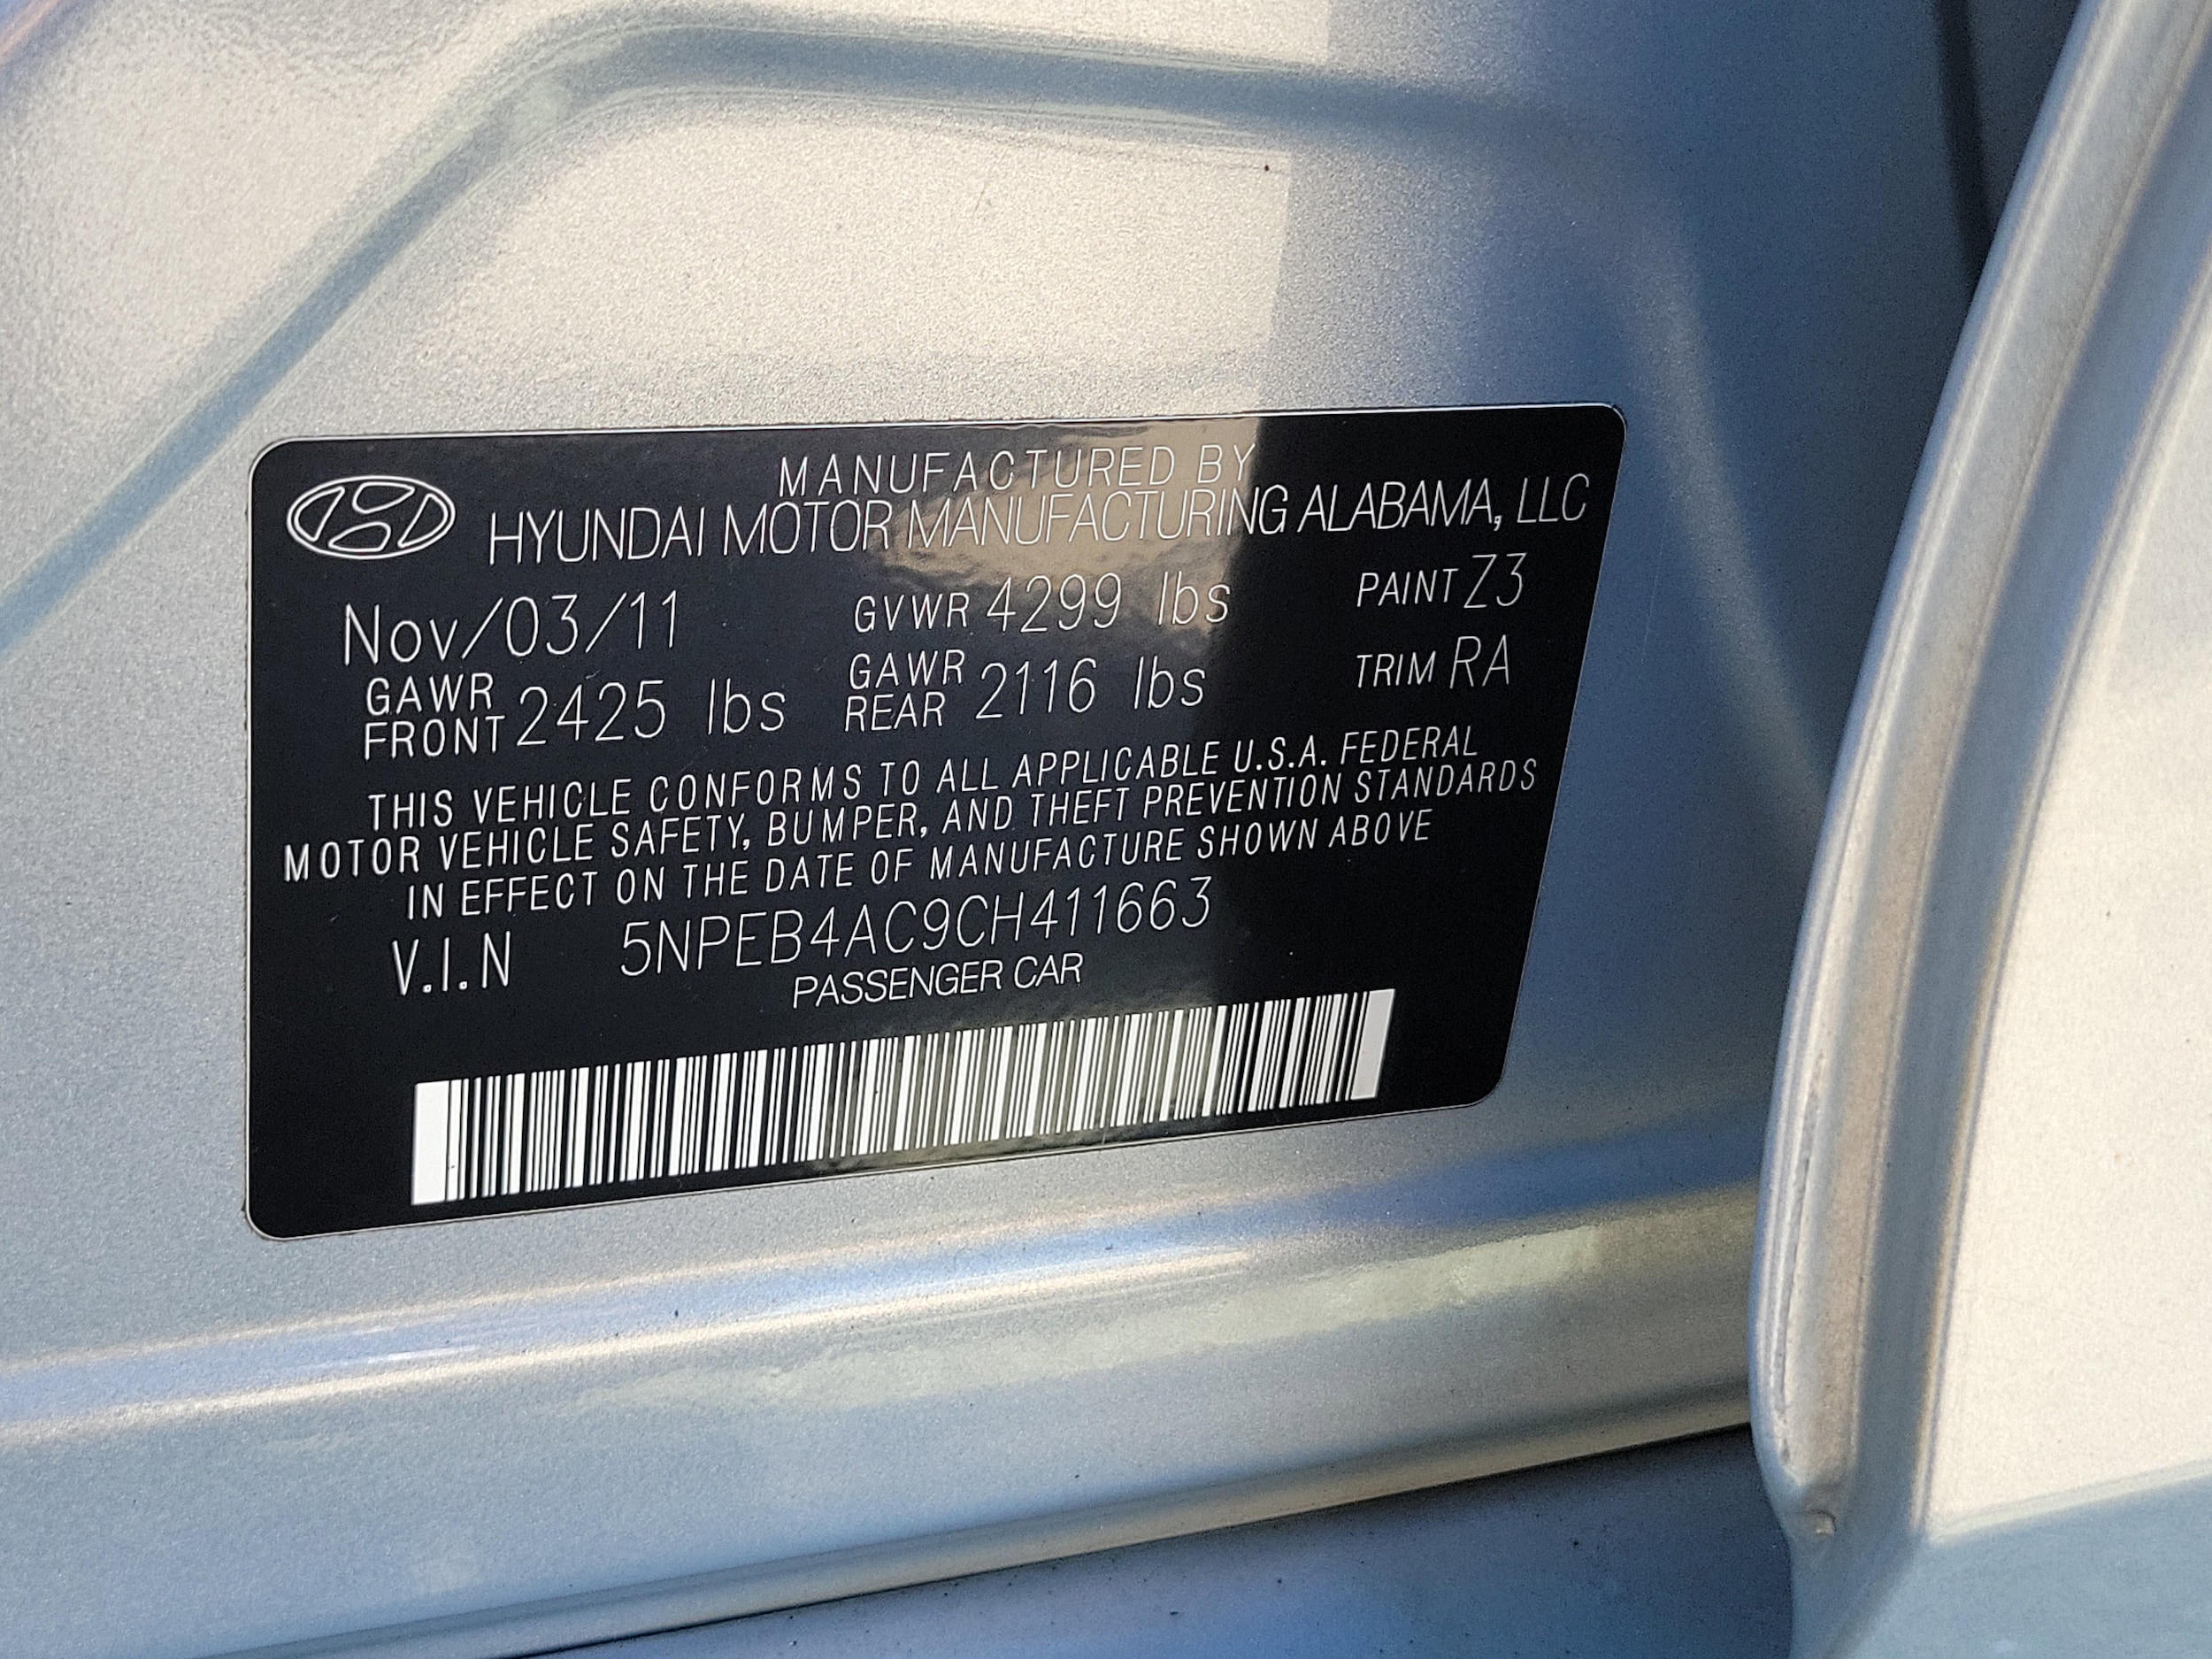 MANUFACTURED BY
HYUNDAI MOTOR MANUFACTURING ALABAMA, LLC
Nov/03/11 GVWR 4299 lbs PAINT Z3
GAWR FRONT 2425 lbs GAWR REAR 2116 lbs TRIM RA
THIS VEHICLE CONFORMS TO ALL APPLICABLE U.S.A. FEDERAL
MOTOR VEHICLE SAFETY, BUMPER, AND THEFT PREVENTION STANDARDS
IN EFFECT ON THE DATE OF MANUFACTURE SHOWN ABOVE
V.I.N 5NPEB4AC9CH411663
PASSENGER CAR